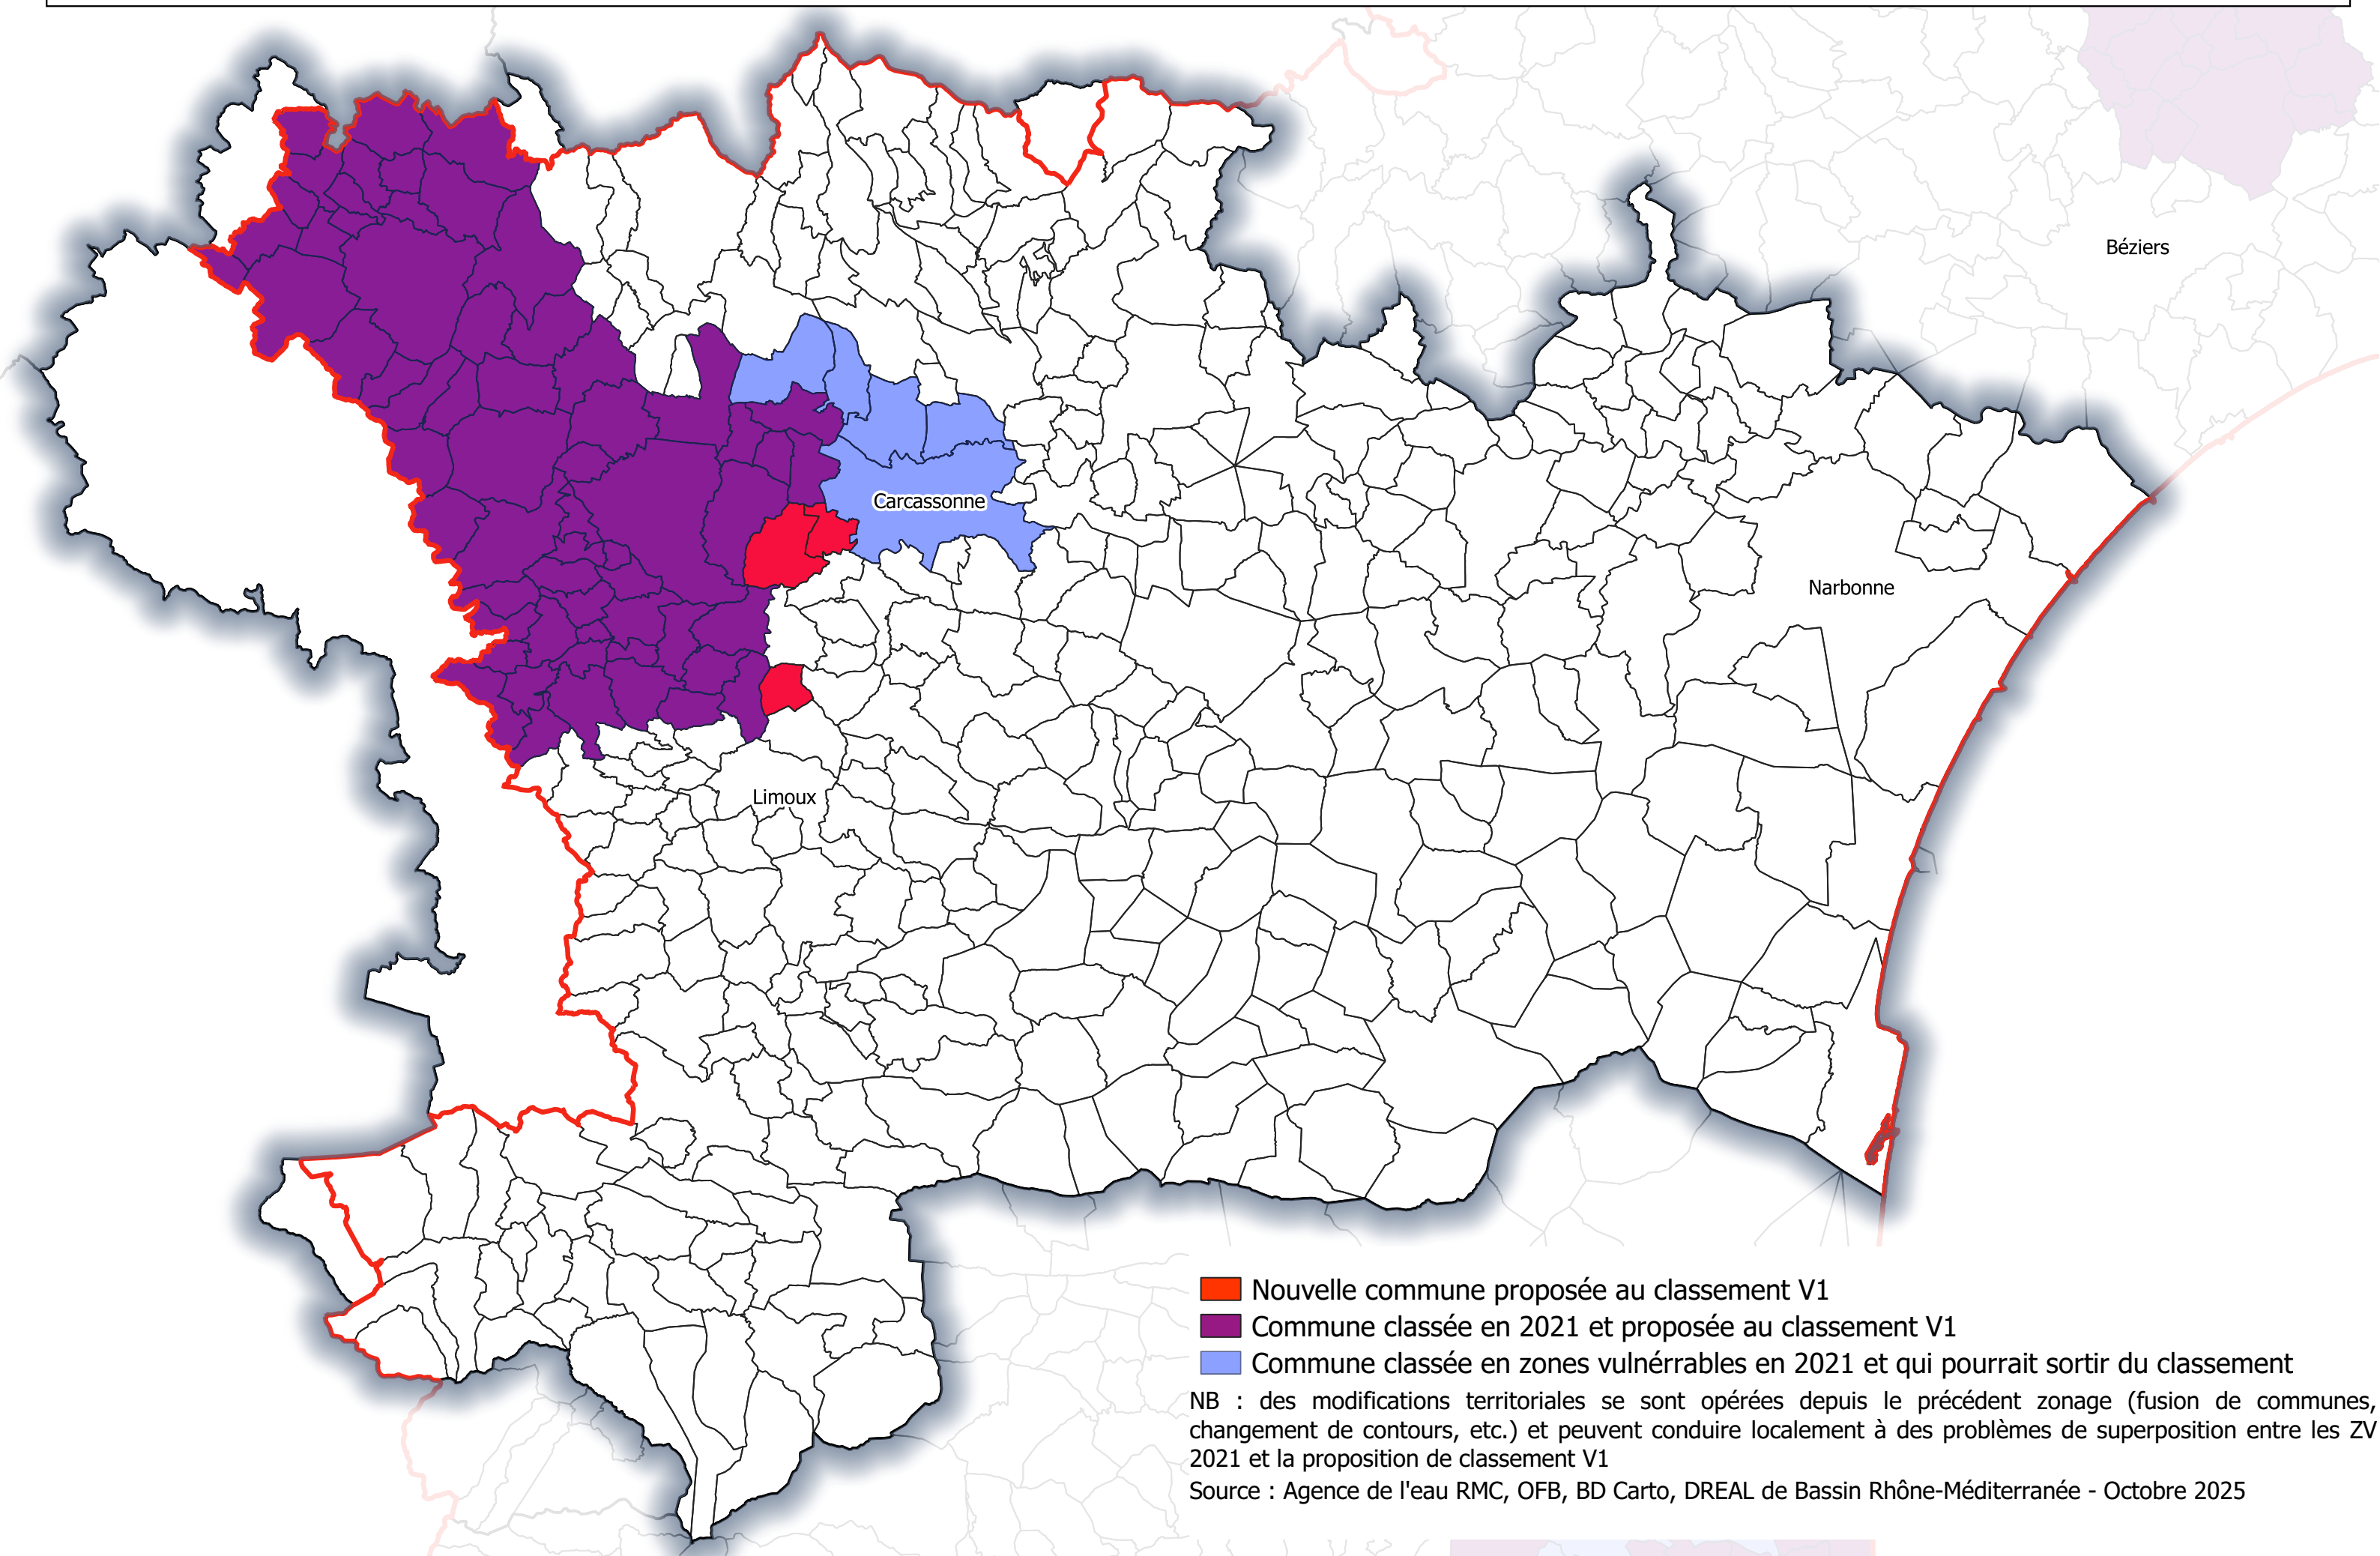 Béziers
Carcassonne
Narbonne
Limoux
Nouvelle commune proposée au classement V1
Commune classée en 2021 et proposée au classement V1
Commune classée en zones vulnérrables en 2021 et qui pourrait sortir du classement
NB : des modifications territoriales se sont opérées depuis le précédent zonage (fusion de communes,
changement de contours, etc.) et peuvent conduire localement à des problèmes de superposition entre les ZV
2021 et la proposition de classement V1
Source : Agence de l'eau RMC, OFB, BD Carto, DREAL de Bassin Rhône-Méditerranée - Octobre 2025